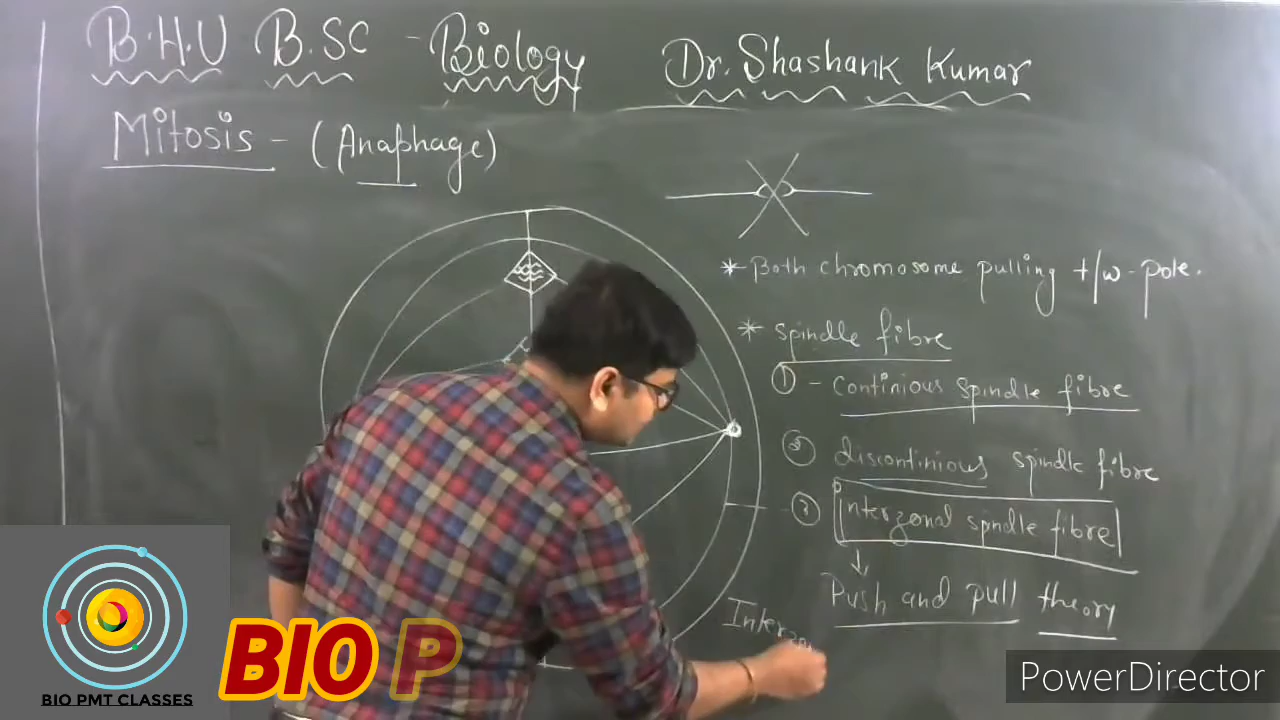 B.H.U B.SC - Biology Dr. Shashank Kumar
Mitosis - (Anaphage)
* Both chromosome pulling t/w - pole.
* spindle fibre
① - continious spindle fibre
② discontinious spindle fibre
③ Interzonal spindle fibre
↓
Push and pull theory
Interzon
BIO PMT CLASSES
BIO P
PowerDirector